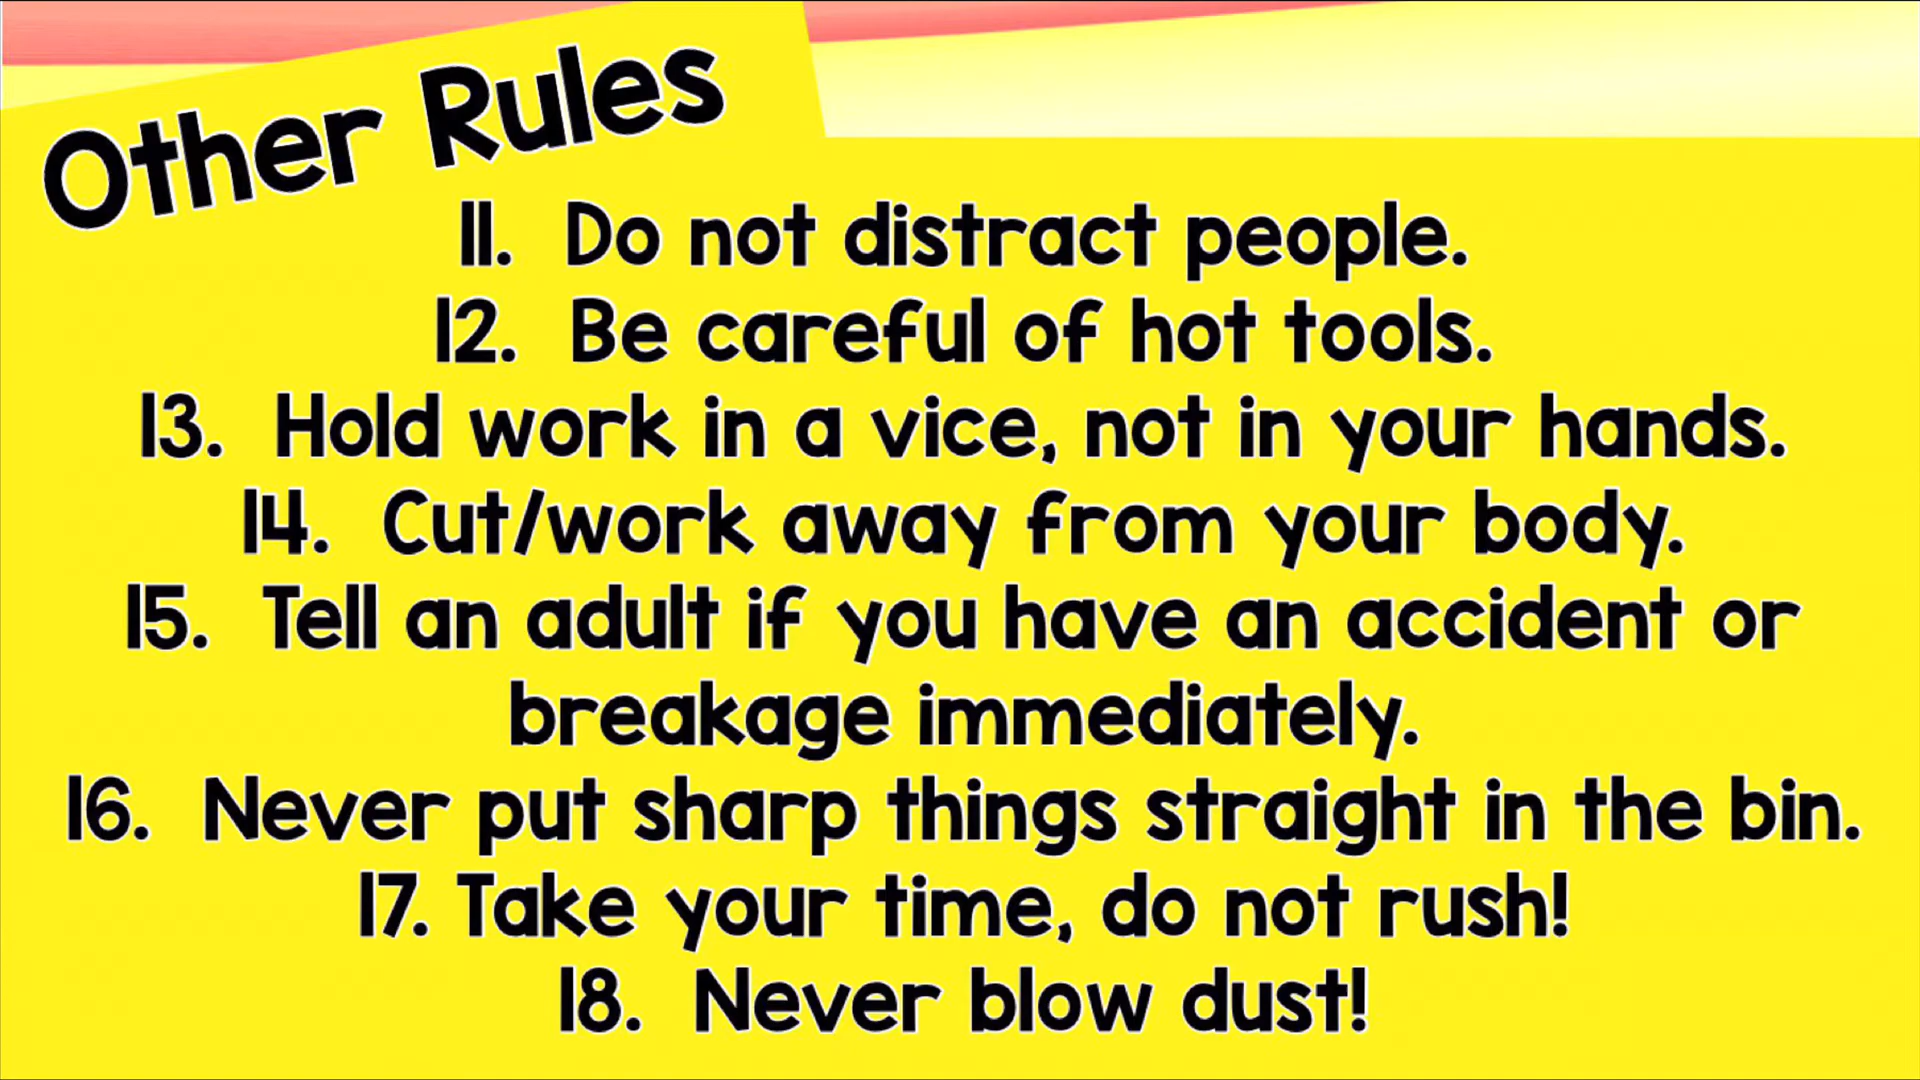 Other Rules
11. Do not distract people.
12. Be careful of hot tools.
13. Hold work in a vice, not in your hands.
14. Cut/work away from your body.
15. Tell an adult if you have an accident or
breakage immediately.
16. Never put sharp things straight in the bin.
17. Take your time, do not rush!
18. Never blow dust!